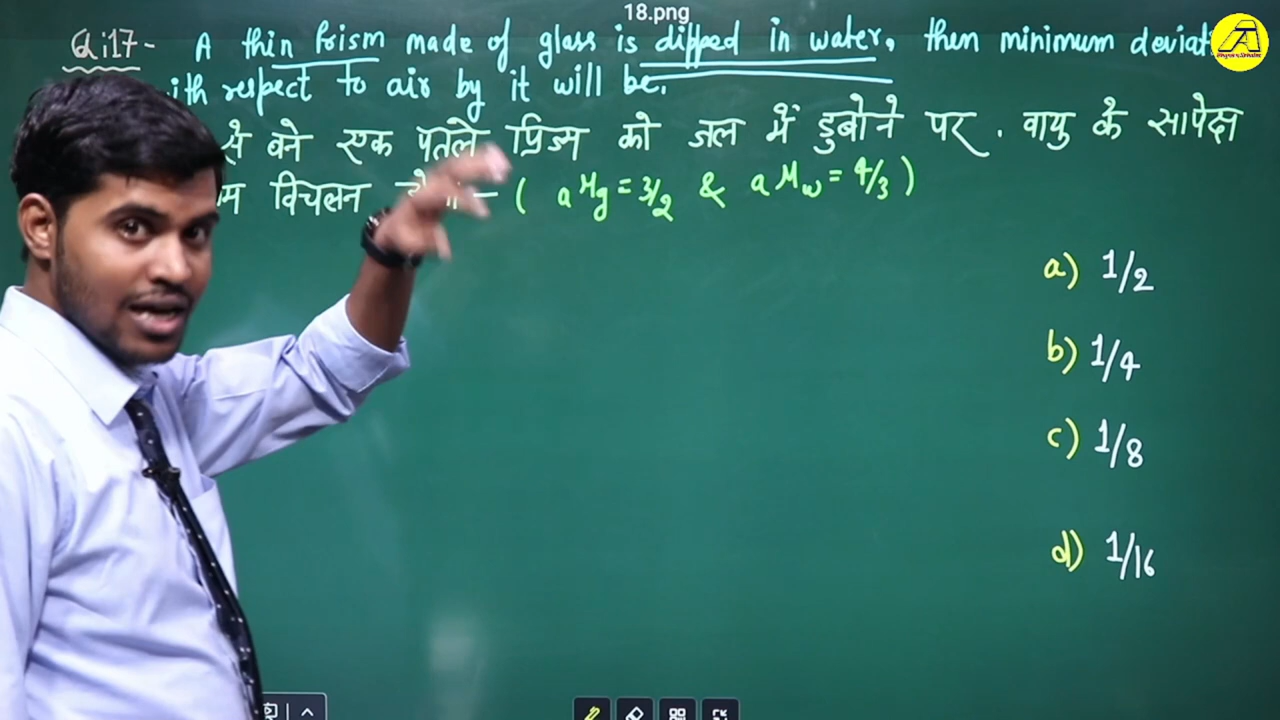 18.png
Q:17- A thin Prism made of glass is dipped in water, then minimum deviat
ith respect to air by it will be.
से बने एक पतले प्रिज्म को जल में डुबोने पर . वायु के सापेक्ष
विचलन ( aμg = 3/2 & aμw = 4/3 )
a) 1/2
b) 1/4
c) 1/8
d) 1/16